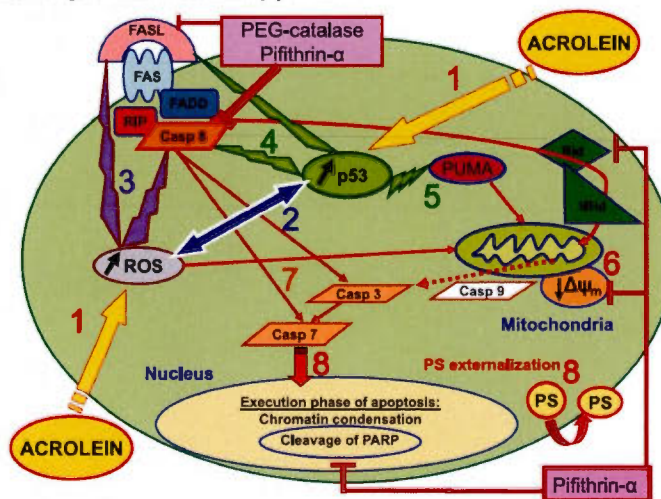 FASL
PEG-catalase
Pifithrin-α
ACROLEIN
1
FAS
FADD
RIP
Casp 8
4
p53
3
5
PUMA
Bid
tBid
2
ROS
6
7
Casp 3
Casp 9
↓Δψm
1
Casp 7
Mitochondria
8
PS externalization 8
Nucleus
Execution phase of apoptosis:
Chromatin condensation
Cleavage of PARP
PS
PS
ACROLEIN
Pifithrin-α